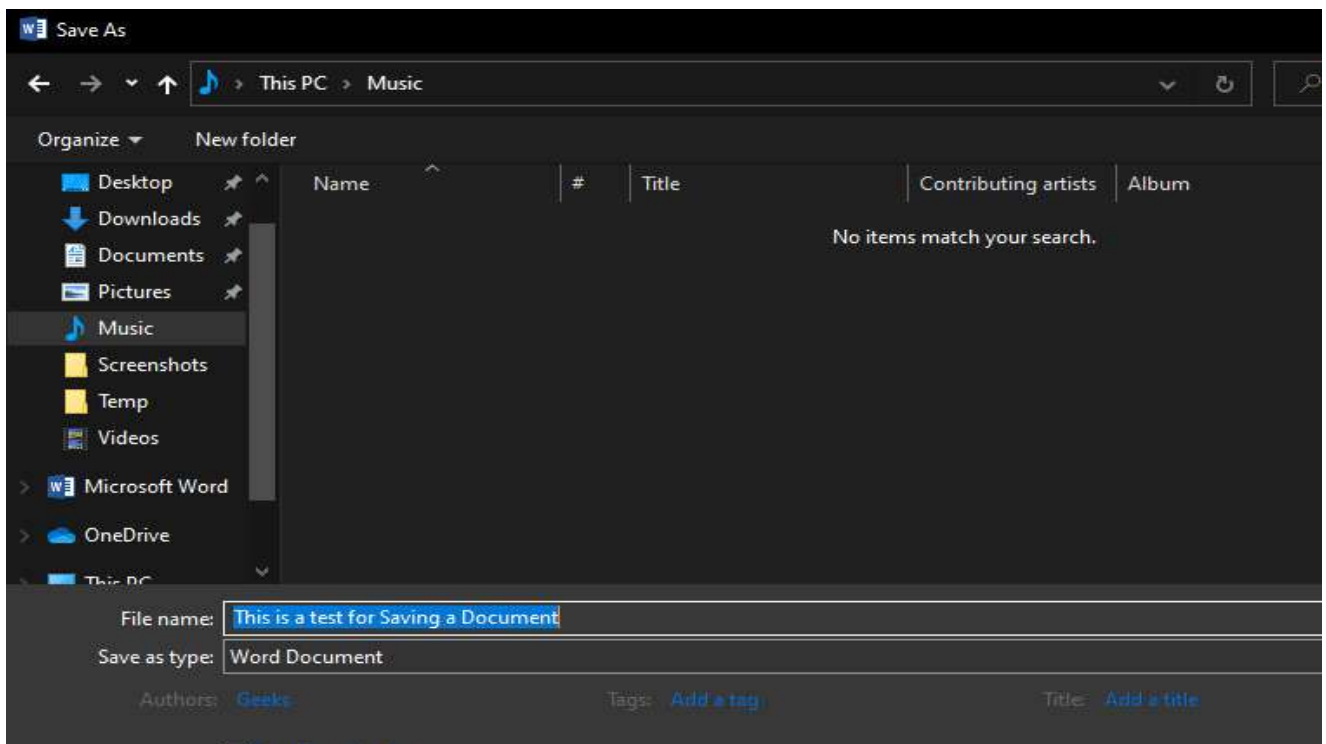 Save As
This PC > Music
Organize New folder
Desktop
Name # Title Contributing artists Album
Downloads
No items match your search.
Documents
Pictures
Music
Screenshots
Temp
Videos
Microsoft Word
OneDrive
This PC
File name: This is a test for Saving a Document
Save as type: Word Document
Authors: Geeks Tags: Add a tag Title: Add a title